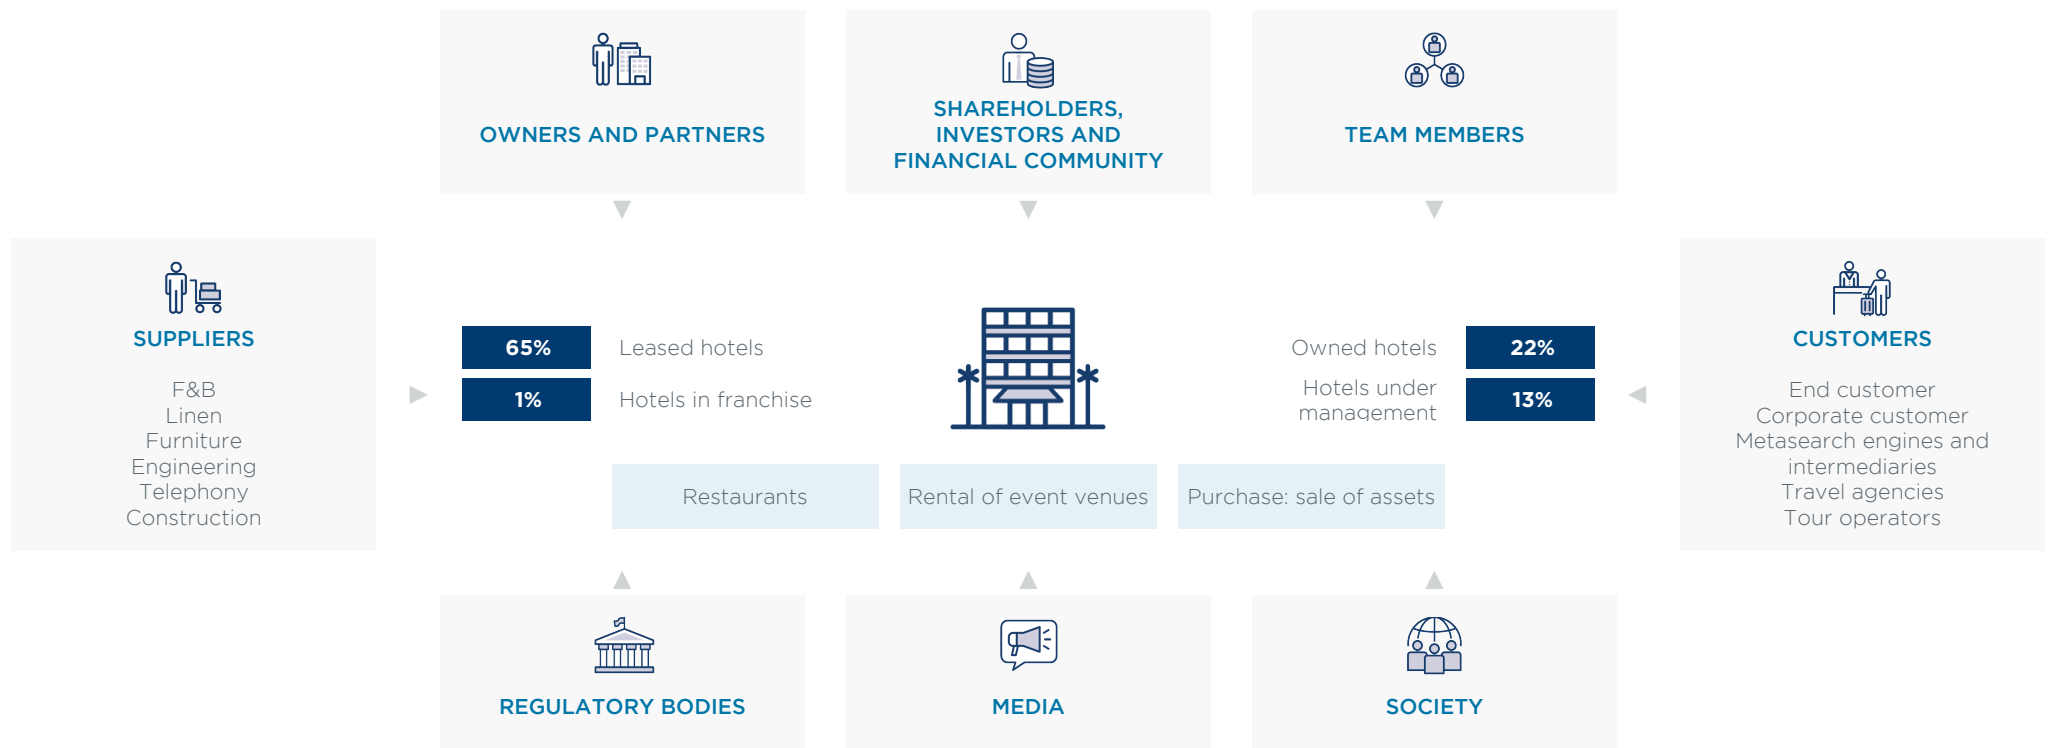 OWNERS AND PARTNERS
SHAREHOLDERS,
INVESTORS AND
FINANCIAL COMMUNITY
TEAM MEMBERS
SUPPLIERS
F&B
Linen
Furniture
Engineering
Telephony
Construction
65%
Leased hotels
1%
Hotels in franchise
Owned hotels
22%
Hotels under
management
13%
CUSTOMERS
End customer
Corporate customer
Metasearch engines and
intermediaries
Travel agencies
Tour operators
Restaurants
Rental of event venues
Purchase: sale of assets
REGULATORY BODIES
MEDIA
SOCIETY